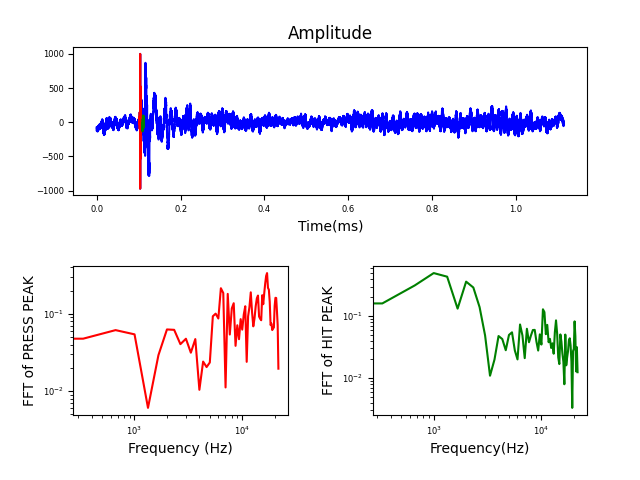 Amplitude
1000
500
0
−500
−1000
0.0 0.2 0.4 0.6 0.8 1.0
Time(ms)
FFT of PRESS PEAK
10⁻¹
10⁻²
10³ 10⁴
Frequency (Hz)
FFT of HIT PEAK
10⁻¹
10⁻²
10³ 10⁴
Frequency(Hz)